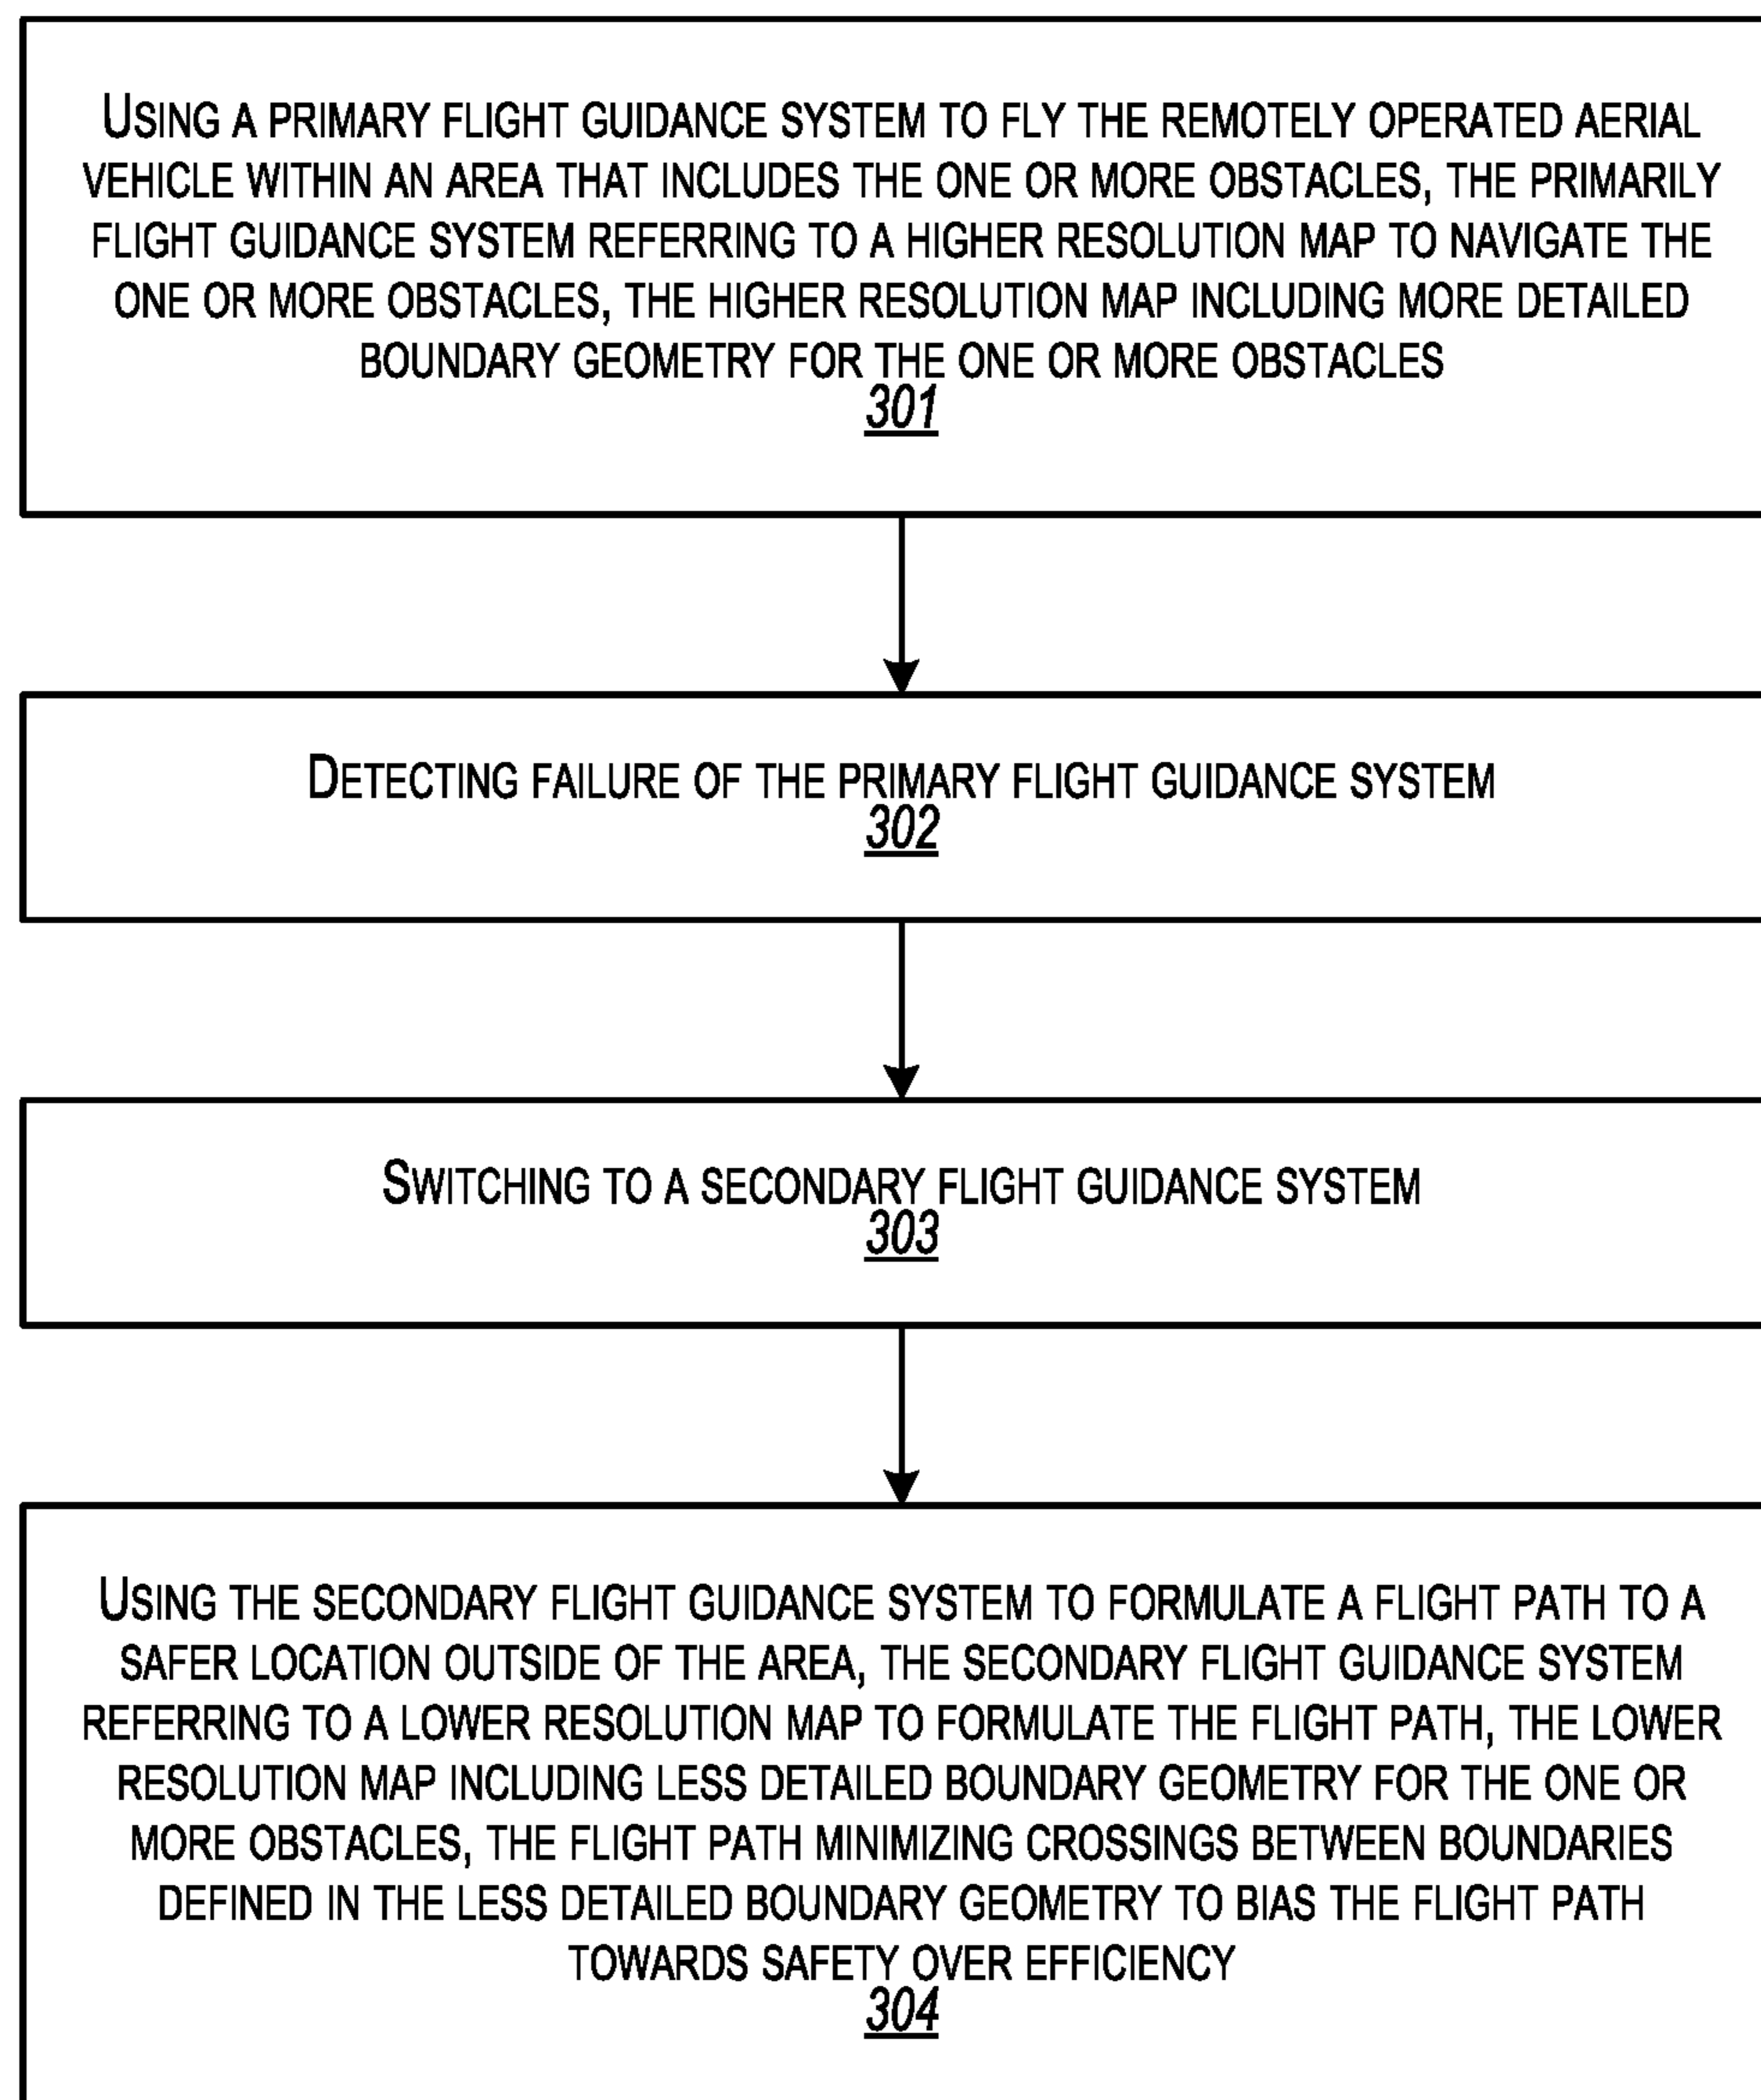 USING A PRIMARY FLIGHT GUIDANCE SYSTEM TO FLY THE REMOTELY OPERATED AERIAL
VEHICLE WITHIN AN AREA THAT INCLUDES THE ONE OR MORE OBSTACLES, THE PRIMARILY
FLIGHT GUIDANCE SYSTEM REFERRING TO A HIGHER RESOLUTION MAP TO NAVIGATE THE
ONE OR MORE OBSTACLES, THE HIGHER RESOLUTION MAP INCLUDING MORE DETAILED
BOUNDARY GEOMETRY FOR THE ONE OR MORE OBSTACLES
301
DETECTING FAILURE OF THE PRIMARY FLIGHT GUIDANCE SYSTEM
302
SWITCHING TO A SECONDARY FLIGHT GUIDANCE SYSTEM
303
USING THE SECONDARY FLIGHT GUIDANCE SYSTEM TO FORMULATE A FLIGHT PATH TO A
SAFER LOCATION OUTSIDE OF THE AREA, THE SECONDARY FLIGHT GUIDANCE SYSTEM
REFERRING TO A LOWER RESOLUTION MAP TO FORMULATE THE FLIGHT PATH, THE LOWER
RESOLUTION MAP INCLUDING LESS DETAILED BOUNDARY GEOMETRY FOR THE ONE OR
MORE OBSTACLES, THE FLIGHT PATH MINIMIZING CROSSINGS BETWEEN BOUNDARIES
DEFINED IN THE LESS DETAILED BOUNDARY GEOMETRY TO BIAS THE FLIGHT PATH
TOWARDS SAFETY OVER EFFICIENCY
304